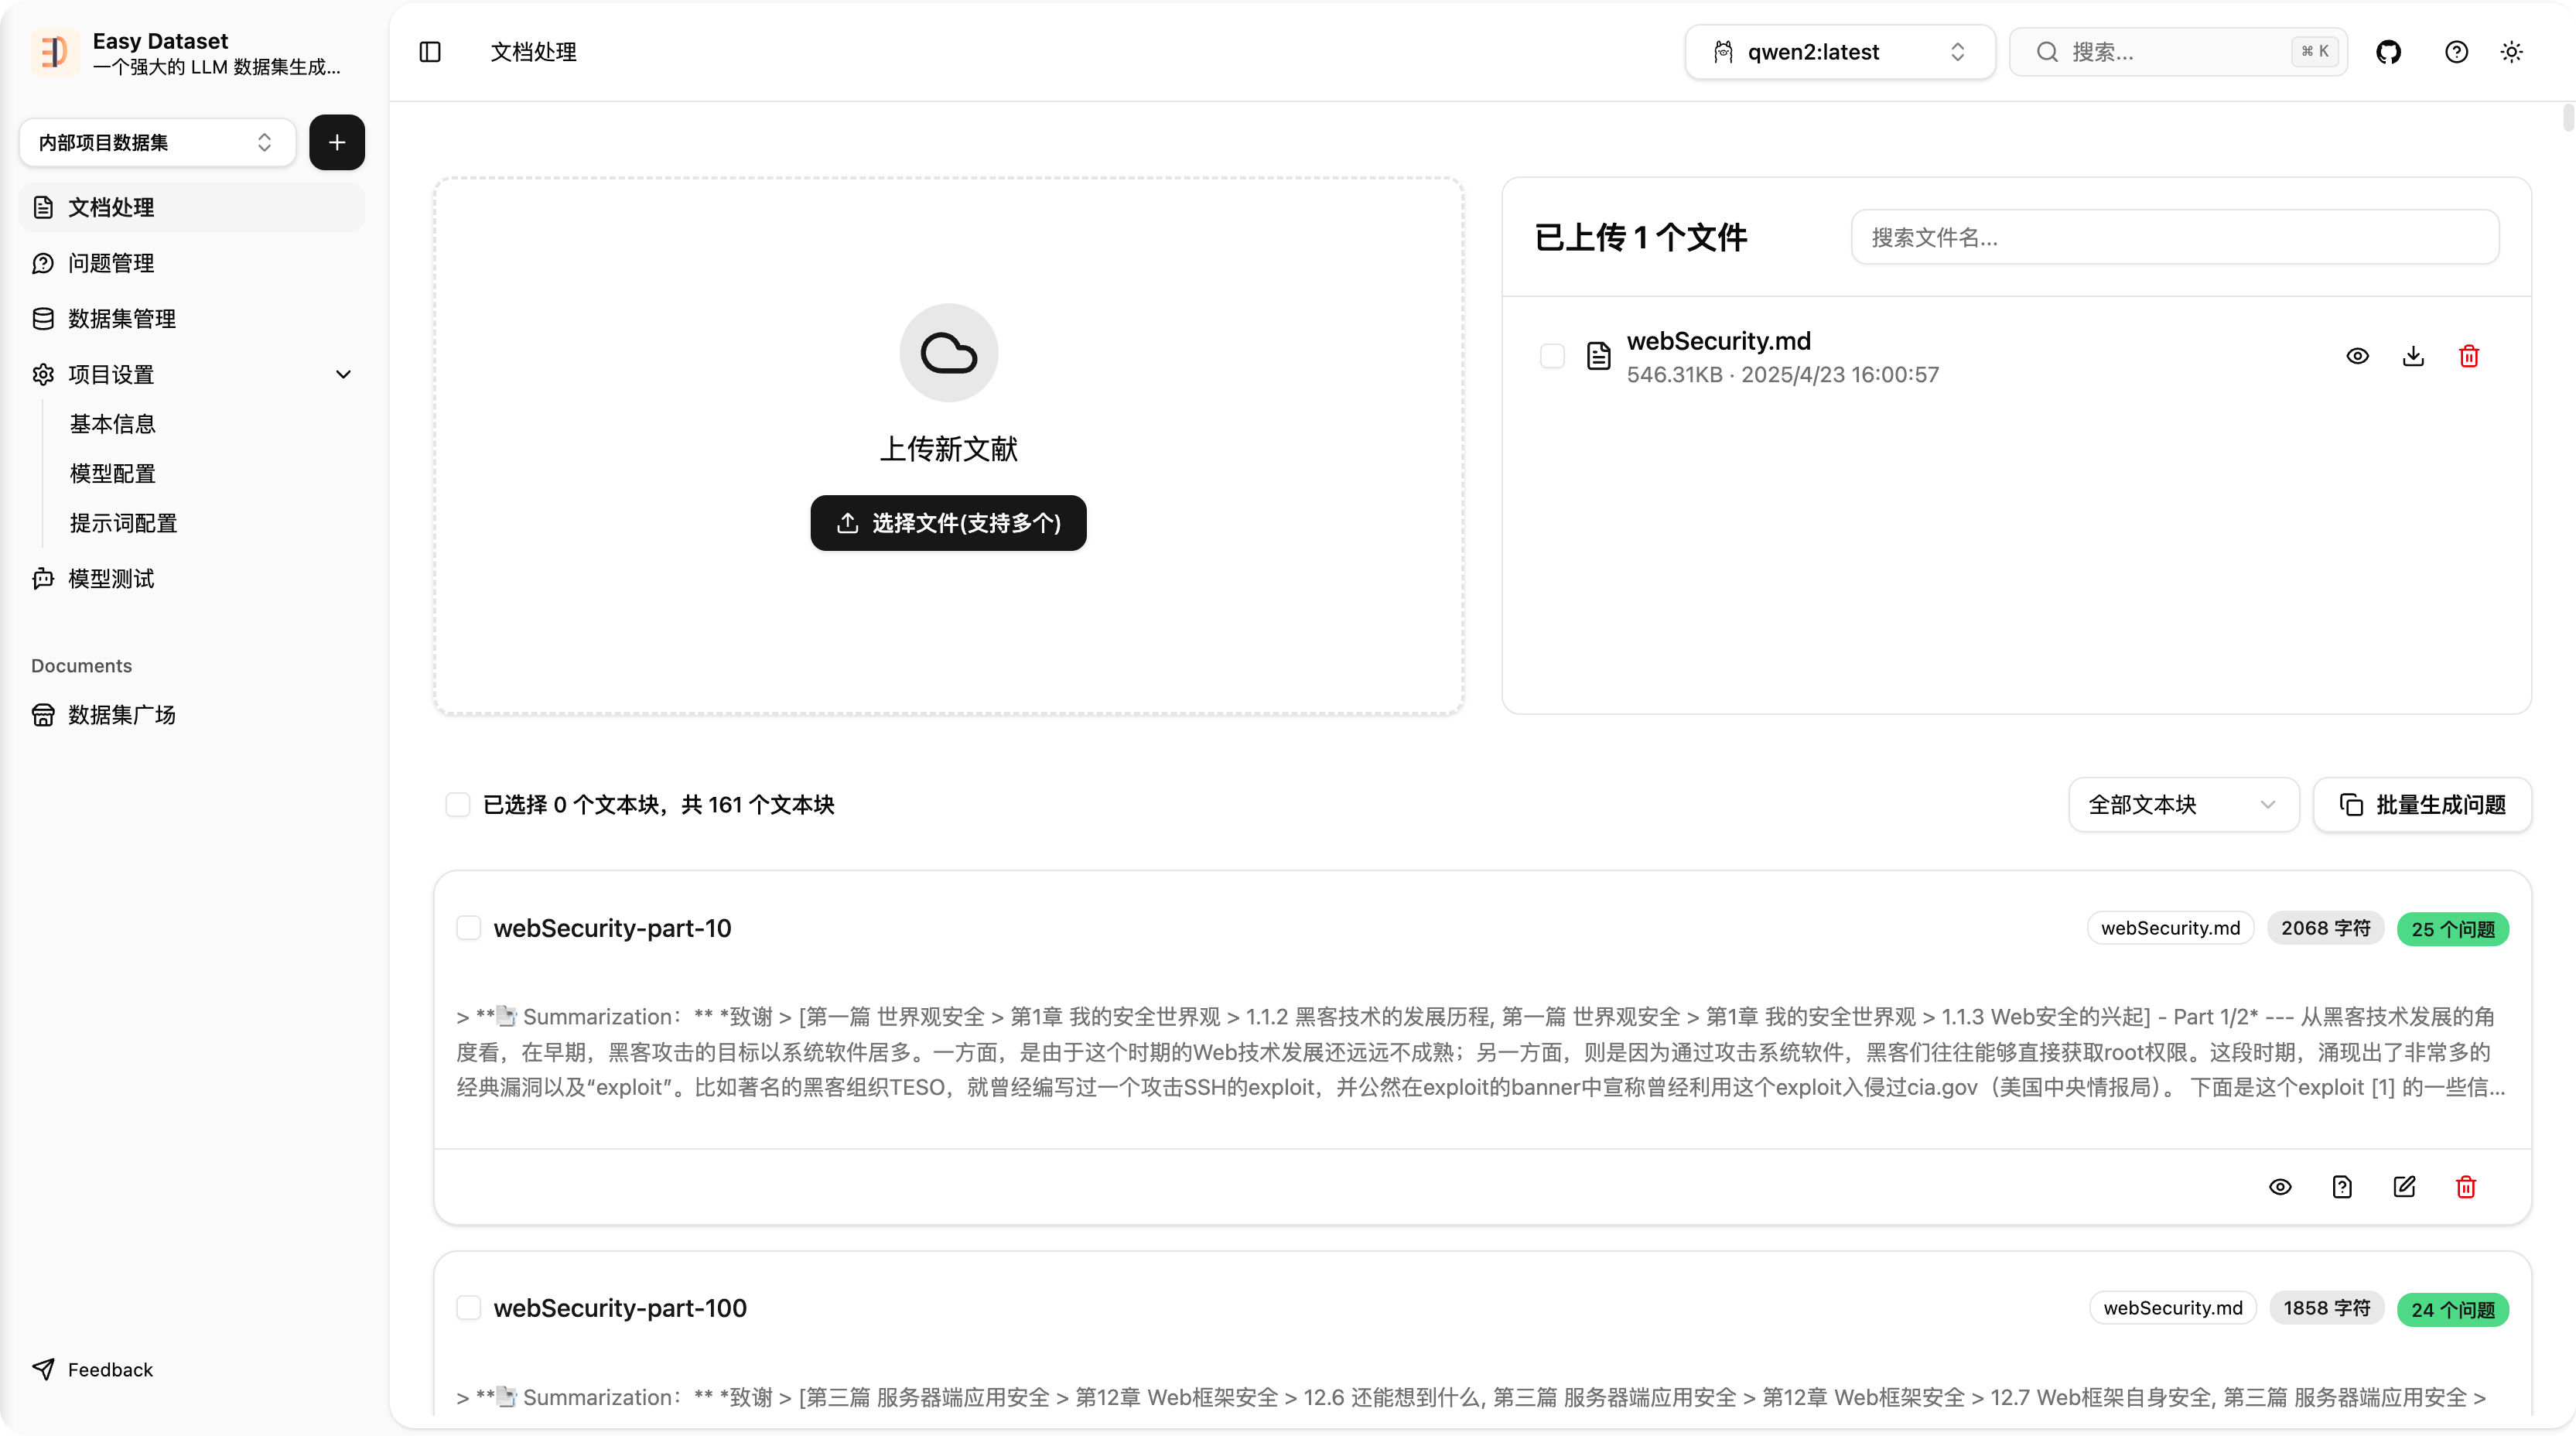 Easy Dataset
一个强大的 LLM 数据集生成...
内部项目数据集
文档处理
问题管理
数据集管理
项目设置
基本信息
模型配置
提示词配置
模型测试
Documents
数据集广场
Feedback
文档处理
qwen2:latest
搜索...
⌘ K
上传新文献
选择文件(支持多个)
已上传 1 个文件
搜索文件名...
webSecurity.md
546.31KB · 2025/4/23 16:00:57
已选择 0 个文本块，共 161 个文本块
全部文本块
批量生成问题
webSecurity-part-10
webSecurity.md
2068 字符
25 个问题
> **📑 Summarization：** *致谢 > [第一篇 世界观安全 > 第1章 我的安全世界观 > 1.1.2 黑客技术的发展历程, 第一篇 世界观安全 > 第1章 我的安全世界观 > 1.1.3 Web安全的兴起] - Part 1/2* --- 从黑客技术发展的角
度看，在早期，黑客攻击的目标以系统软件居多。一方面，是由于这个时期的Web技术发展还远远不成熟；另一方面，则是因为通过攻击系统软件，黑客们往往能够直接获取root权限。这段时期，涌现出了非常多的
经典漏洞以及“exploit”。比如著名的黑客组织TESO，就曾经编写过一个攻击SSH的exploit，并公然在exploit的banner中宣称曾经利用这个exploit入侵过cia.gov（美国中央情报局）。 下面是这个exploit [1] 的一些信...
webSecurity-part-100
webSecurity.md
1858 字符
24 个问题
> **📑 Summarization：** *致谢 > [第三篇 服务器端应用安全 > 第12章 Web框架安全 > 12.6 还能想到什么, 第三篇 服务器端应用安全 > 第12章 Web框架安全 > 12.7 Web框架自身安全, 第三篇 服务器端应用安全 >